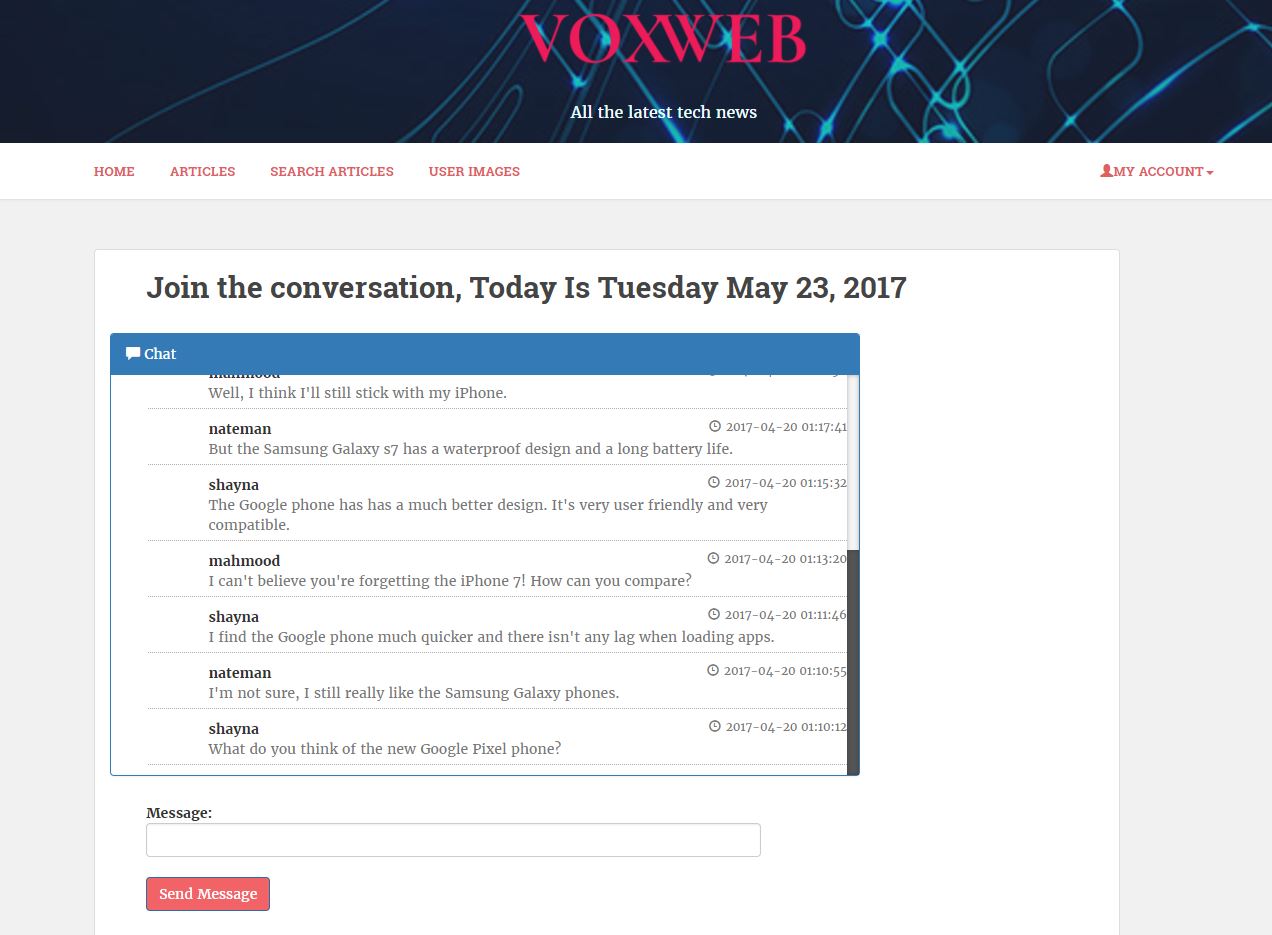 VOXWEB
All the latest tech news
HOME ARTICLES SEARCH ARTICLES USER IMAGES MY ACCOUNT
Join the conversation, Today Is Tuesday May 23, 2017
Chat
mahmood
Well, I think I'll still stick with my iPhone.
nateman 2017-04-20 01:17:41
But the Samsung Galaxy s7 has a waterproof design and a long battery life.
shayna 2017-04-20 01:15:32
The Google phone has has a much better design. It's very user friendly and very
compatible.
mahmood 2017-04-20 01:13:20
I can't believe you're forgetting the iPhone 7! How can you compare?
shayna 2017-04-20 01:11:46
I find the Google phone much quicker and there isn't any lag when loading apps.
nateman 2017-04-20 01:10:55
I'm not sure, I still really like the Samsung Galaxy phones.
shayna 2017-04-20 01:10:12
What do you think of the new Google Pixel phone?
Message:
Send Message